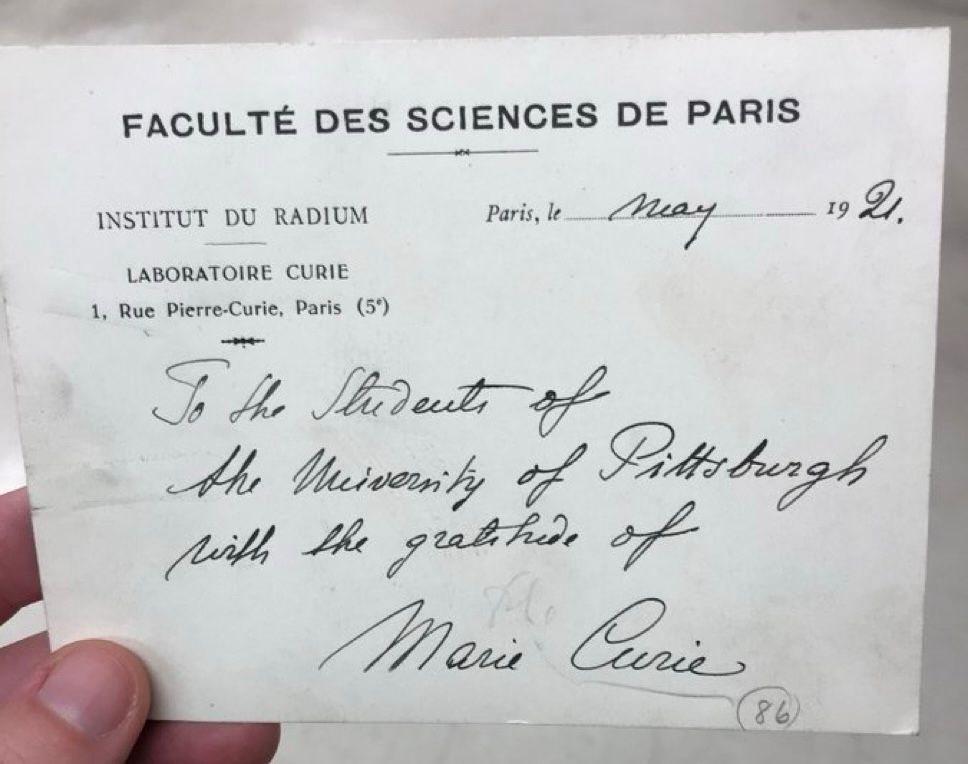 FACULTÉ DES SCIENCES DE PARIS
INSTITUT DU RADIUM
Paris, le May 1921.
LABORATOIRE CURIE
1, Rue Pierre-Curie, Paris (5e)
To the Students of
the University of Pittsburgh
with the gratitude of
Marie Curie
86